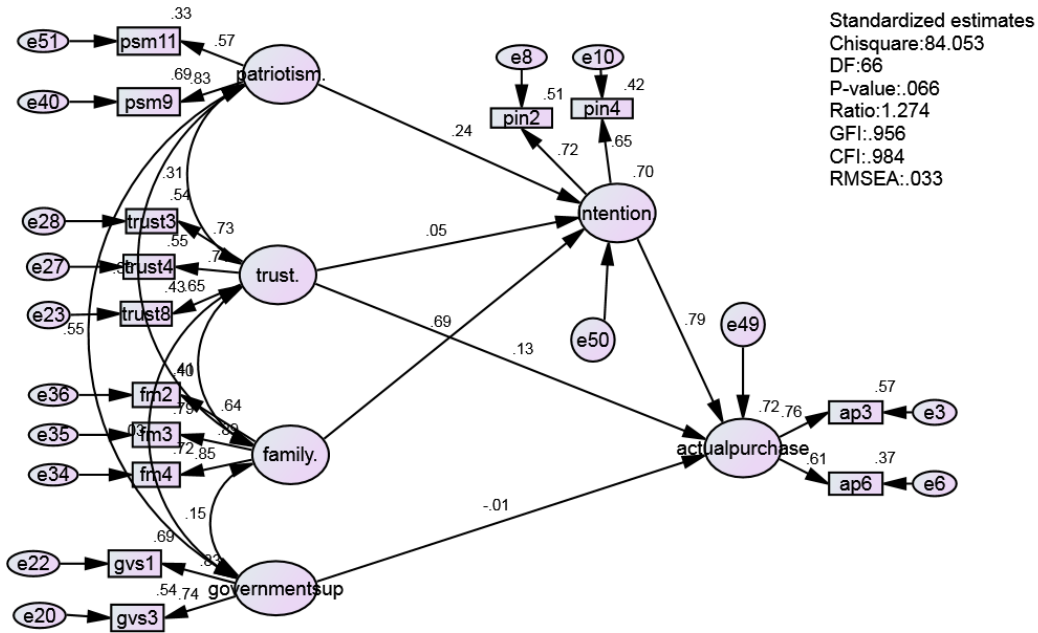 Standardized estimates
Chisquare:84.053
DF:66
P-value:.066
Ratio:1.274
GFI:.956
CFI:.984
RMSEA:.033
.33
e51
psm11
.57
patriotism.
.69
.83
e40
psm9
e8
e10
.51
.42
pin2
pin4
.24
.72
.65
.70
ntention
.31
.54
e28
trust3
.73
.55
e27
trust4
trust.
.05
.43
.65
e23
trust8
.55
.69
.13
e50
.79
e49
.40
e36
fm2
.64
.79
e35
fm3
family.
.72
.85
e34
fm4
.72
.76
.57
ap3
e3
actualpurchase
.61
.37
ap6
e6
.15
-.01
.69
e22
gvs1
.83
governmentsup
.54
.74
e20
gvs3